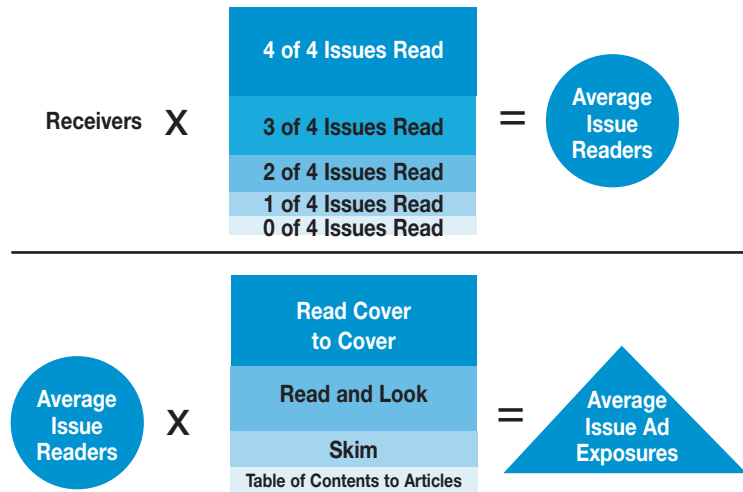 4 of 4 Issues Read
Receivers
X
3 of 4 Issues Read
=
Average
Issue
Readers
2 of 4 Issues Read
1 of 4 Issues Read
0 of 4 Issues Read
Average
Issue
Readers
X
Read Cover
to Cover
Read and Look
Skim
Table of Contents to Articles
=
Average
Issue Ad
Exposures